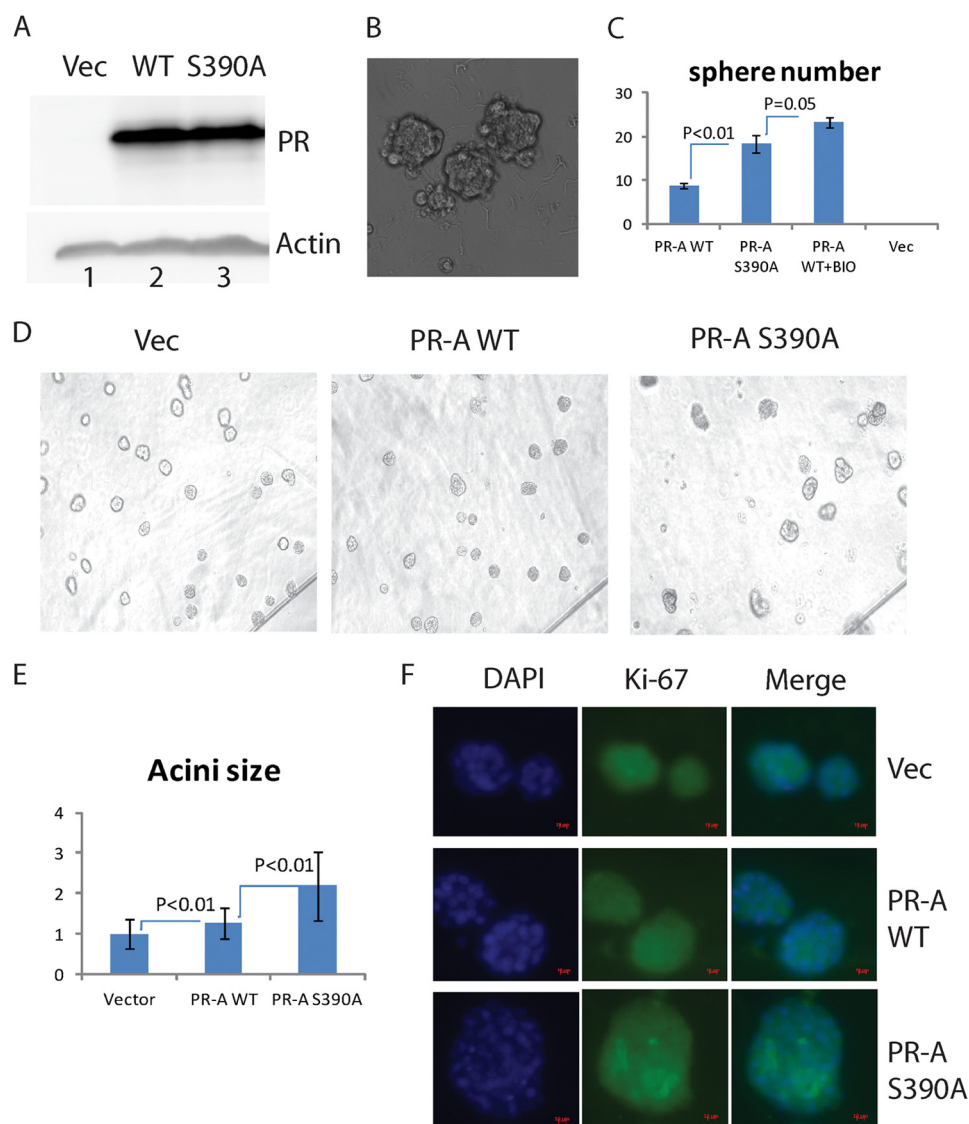 A
Vec WT S390A
PR
Actin
1 2 3
B
C
sphere number
30
20
10
0
P<0.01
P=0.05
PR-A WT
PR-A
S390A
PR-A
WT+BIO
Vec
D
Vec
PR-A WT
PR-A S390A
E
Acini size
4
3
2
1
0
P<0.01
P<0.01
Vector
PR-A WT
PR-A S390A
F
DAPI
Ki-67
Merge
Vec
PR-A
WT
PR-A
S390A